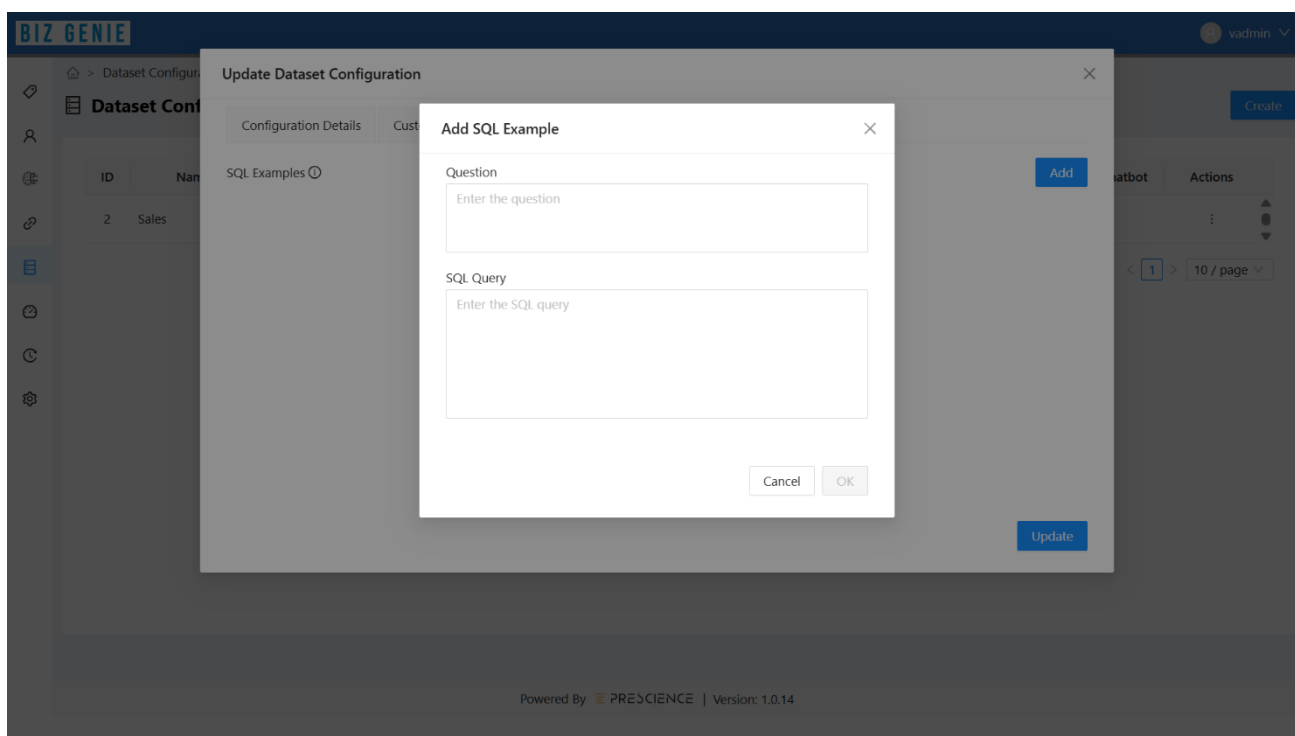 BIZ GENIE
vadmin
> Dataset Configur
Update Dataset Configuration
Dataset Conf
Create
Configuration Details
Cust
Add SQL Example
ID
Nam
SQL Examples
Question
Add
atbot
Actions
Enter the question
2
Sales
SQL Query
< 1 >
10 / page
Enter the SQL query
Cancel
OK
Update
Powered By PRESCIENCE | Version: 1.0.14